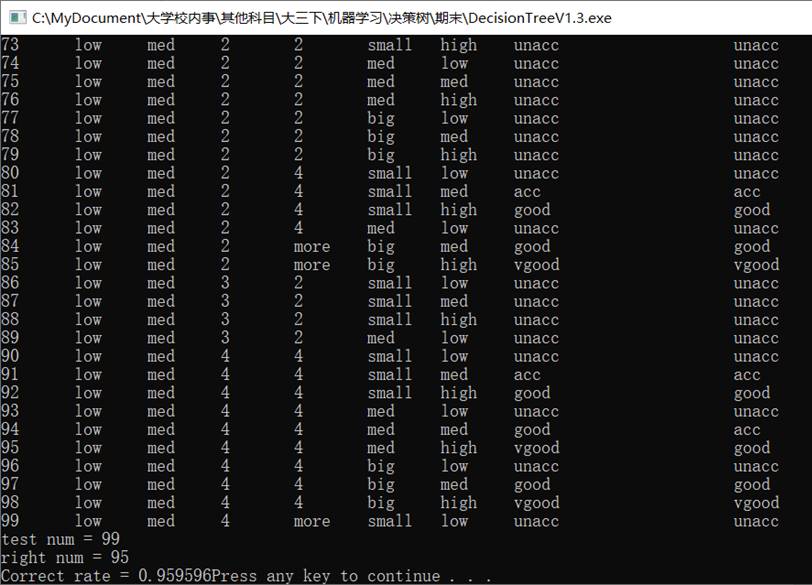 C:\MyDocument\大学校内事\其他科目\大三下\机器学习\决策树\期末\DecisionTreeV1.3.exe
73 low med 2 2 small high unacc unacc
74 low med 2 2 med low unacc unacc
75 low med 2 2 med med unacc unacc
76 low med 2 2 med high unacc unacc
77 low med 2 2 big low unacc unacc
78 low med 2 2 big med unacc unacc
79 low med 2 2 big high unacc unacc
80 low med 2 4 small low unacc unacc
81 low med 2 4 small med acc acc
82 low med 2 4 small high good good
83 low med 2 4 med low unacc unacc
84 low med 2 more big med good good
85 low med 2 more big high vgood vgood
86 low med 3 2 small low unacc unacc
87 low med 3 2 small med unacc unacc
88 low med 3 2 small high unacc unacc
89 low med 3 2 med low unacc unacc
90 low med 4 4 small low unacc unacc
91 low med 4 4 small med acc acc
92 low med 4 4 small high good good
93 low med 4 4 med low unacc unacc
94 low med 4 4 med med good acc
95 low med 4 4 med high vgood good
96 low med 4 4 big low unacc unacc
97 low med 4 4 big med good good
98 low med 4 4 big high vgood vgood
99 low med 4 more small low unacc unacc
test num = 99
right num = 95
Correct rate = 0.959596Press any key to continue . . .